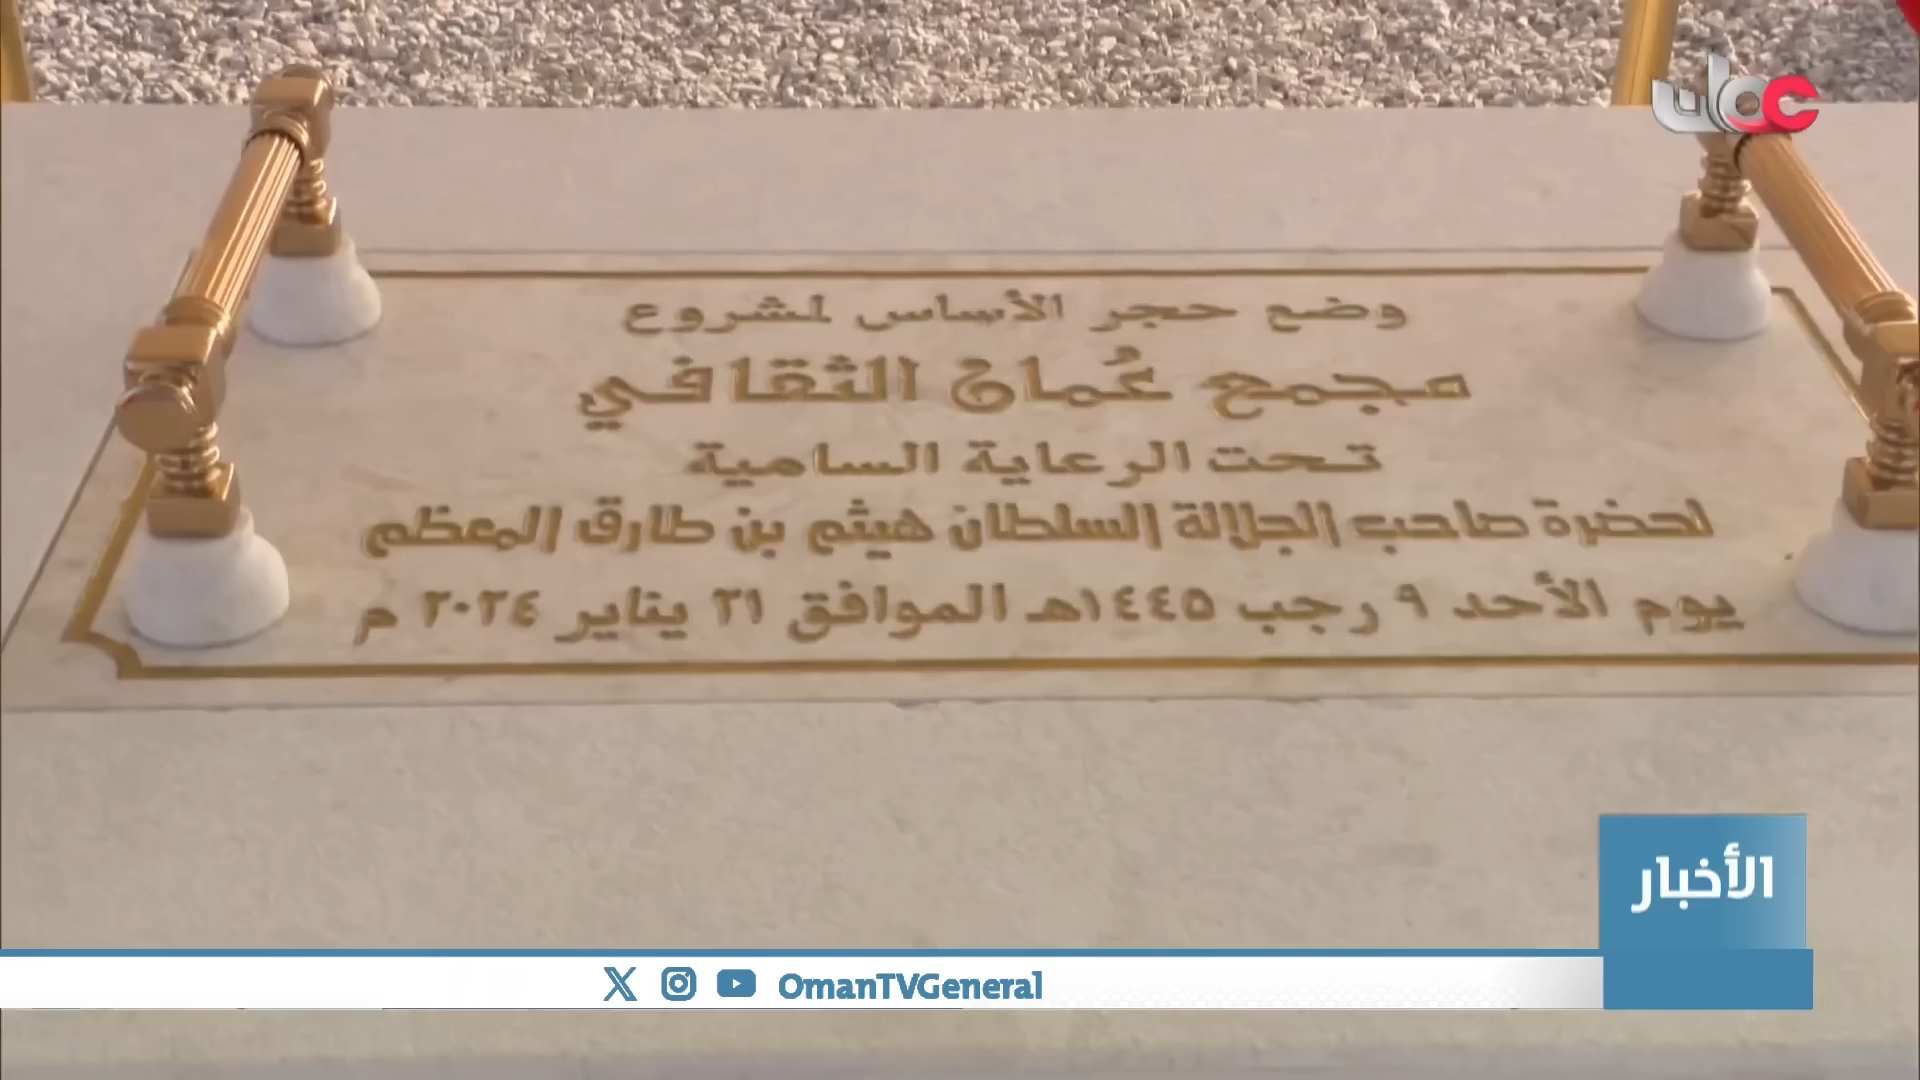 عمان
وضع حجر الأساس لمشروع
مجمع عُمان الثقافي
تحت الرعاية السامية
لحضرة صاحب الجلالة السلطان هيثم بن طارق المعظم
يوم الأحد ٩ رجب ١٤٤٥هـ الموافق ٢١ يناير ٢٠٢٤ م
الأخبار
OmanTVGeneral